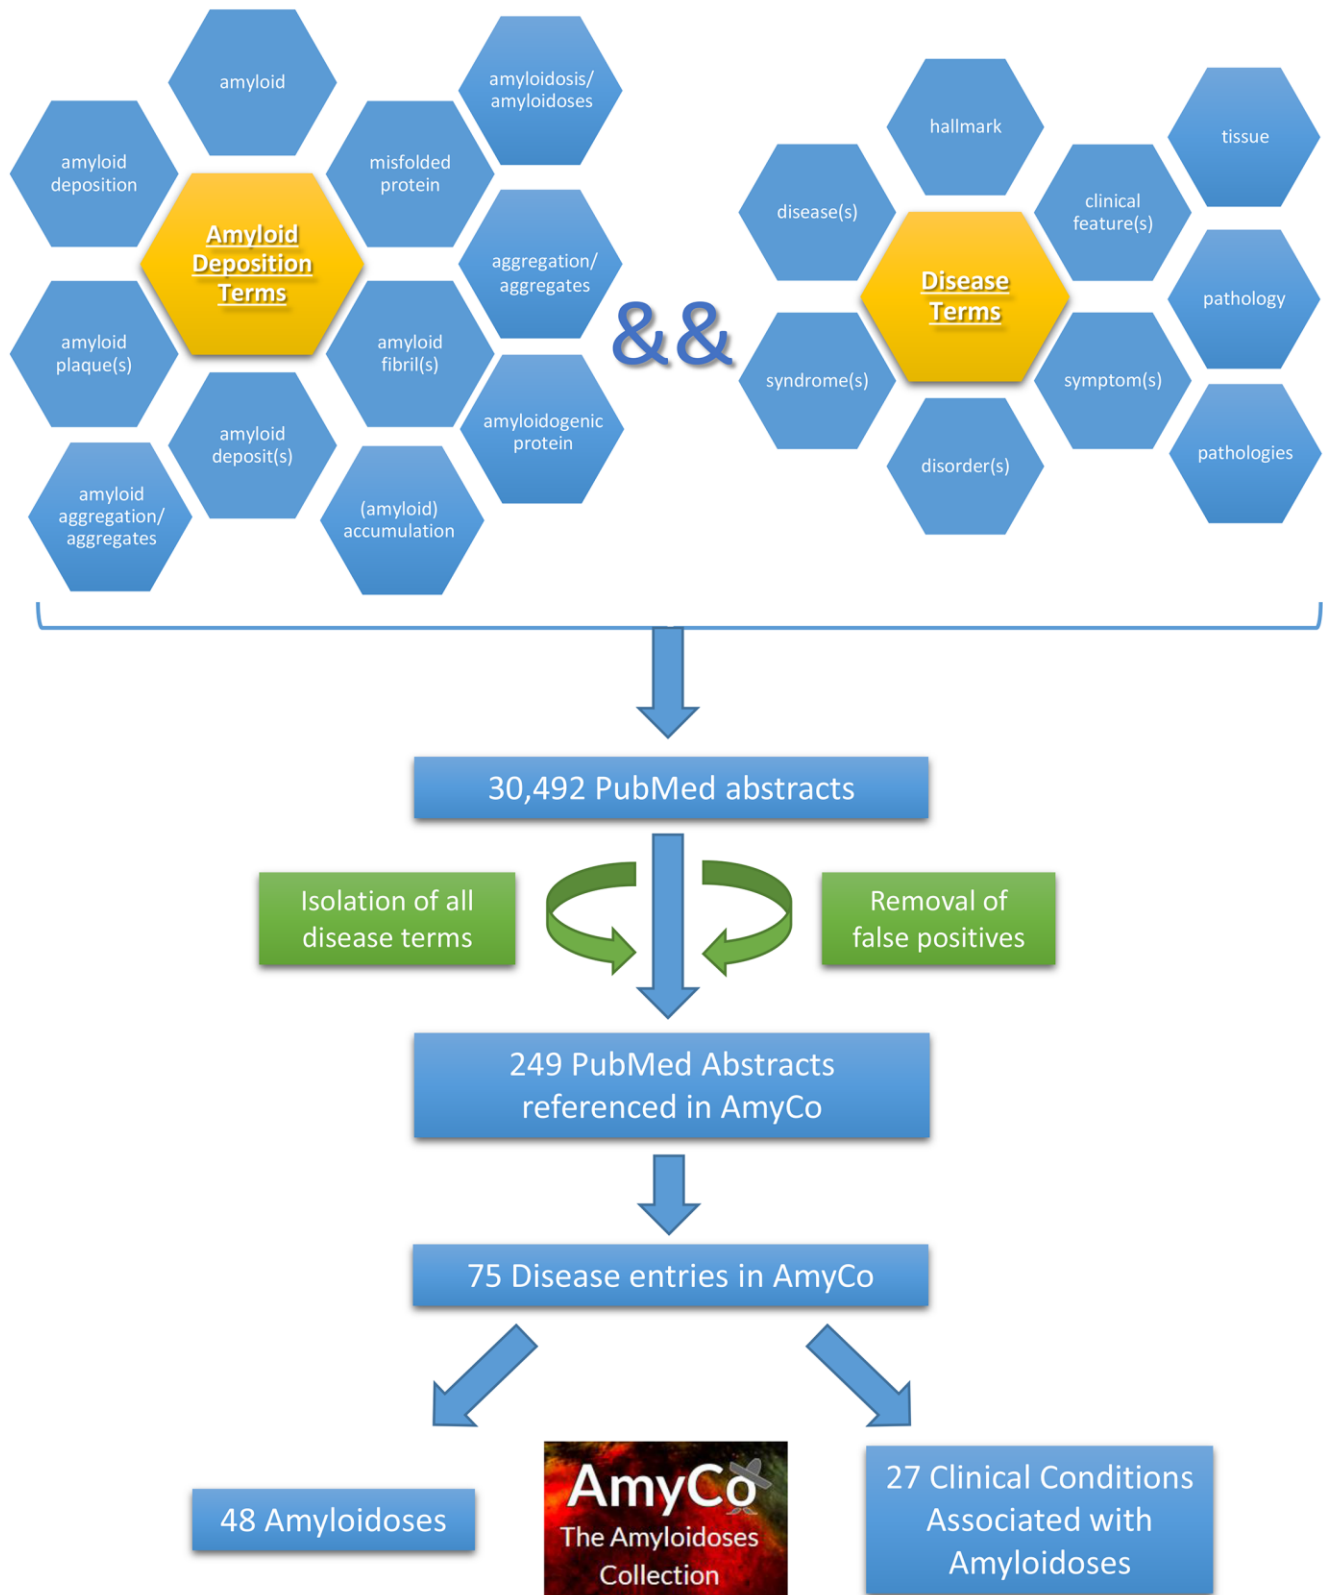 amyloid
amyloidosis/
amyloidoses
amyloid
deposition
misfolded
protein
Amyloid
Deposition
Terms
aggregation/
aggregates
amyloid
plaque(s)
amyloid
fibril(s)
amyloid
deposit(s)
amyloidogenic
protein
amyloid
aggregation/
aggregates
(amyloid)
accumulation
&&
hallmark
tissue
disease(s)
clinical
feature(s)
Disease
Terms
pathology
syndrome(s)
symptom(s)
disorder(s)
pathologies
30,492 PubMed abstracts
Isolation of all
disease terms
Removal of
false positives
249 PubMed Abstracts
referenced in AmyCo
75 Disease entries in AmyCo
48 Amyloidoses
AmyCo
The Amyloidoses
Collection
27 Clinical Conditions
Associated with
Amyloidoses